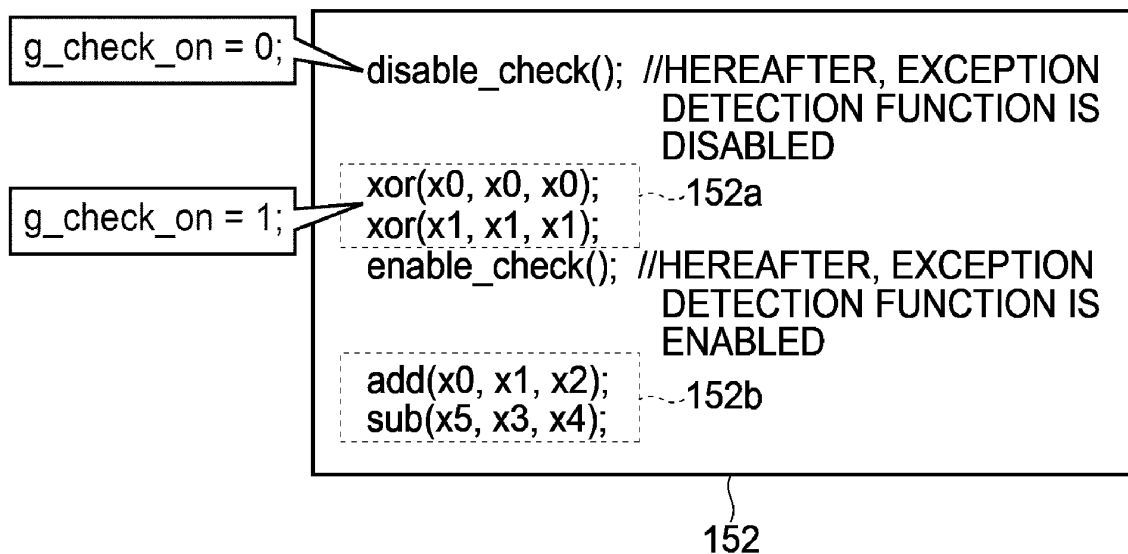 g_check_on = 0;
disable_check(); //HEREAFTER, EXCEPTION
DETECTION FUNCTION IS
DISABLED
xor(x0, x0, x0);
152a
g_check_on = 1;
xor(x1, x1, x1);
enable_check(); //HEREAFTER, EXCEPTION
DETECTION FUNCTION IS
ENABLED
add(x0, x1, x2);
152b
sub(x5, x3, x4);
152